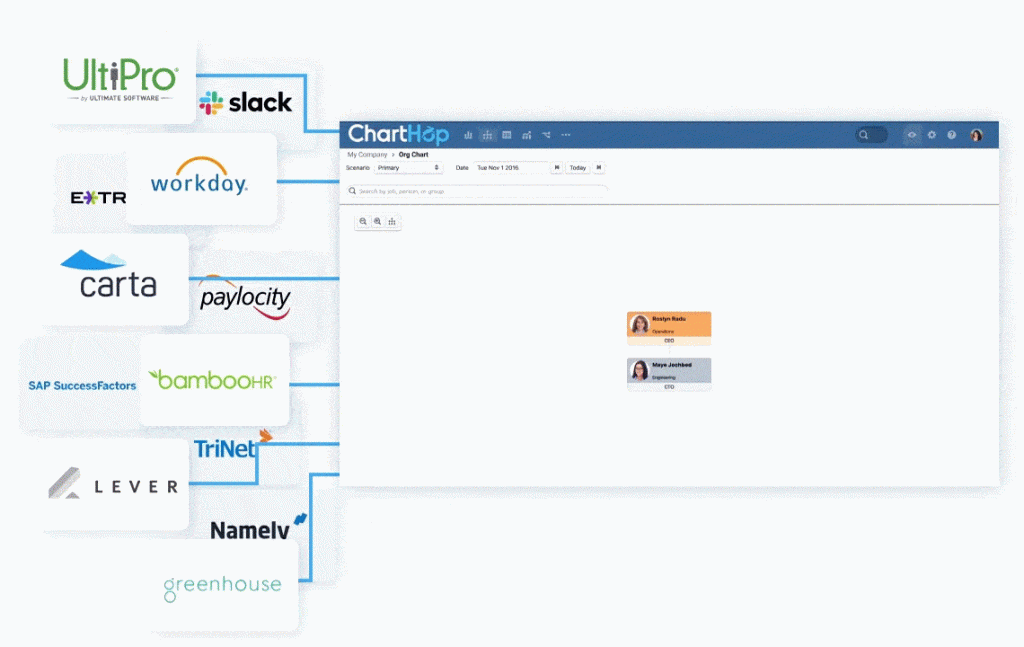 UltiPro
by ULTIMATE SOFTWARE
slack
workday.
E TR
carta
paylocity
SAP SuccessFactors
bambooHR
TriNet
LEVER
Namely
greenhouse
ChartHop
My Company > Org Chart
Scenario Primary Date Tue Nov 1 2016 Today
Search by job, person, or group
Roslyn Radu
Operations
CEO
Maya Jochbed
Engineering
CTO